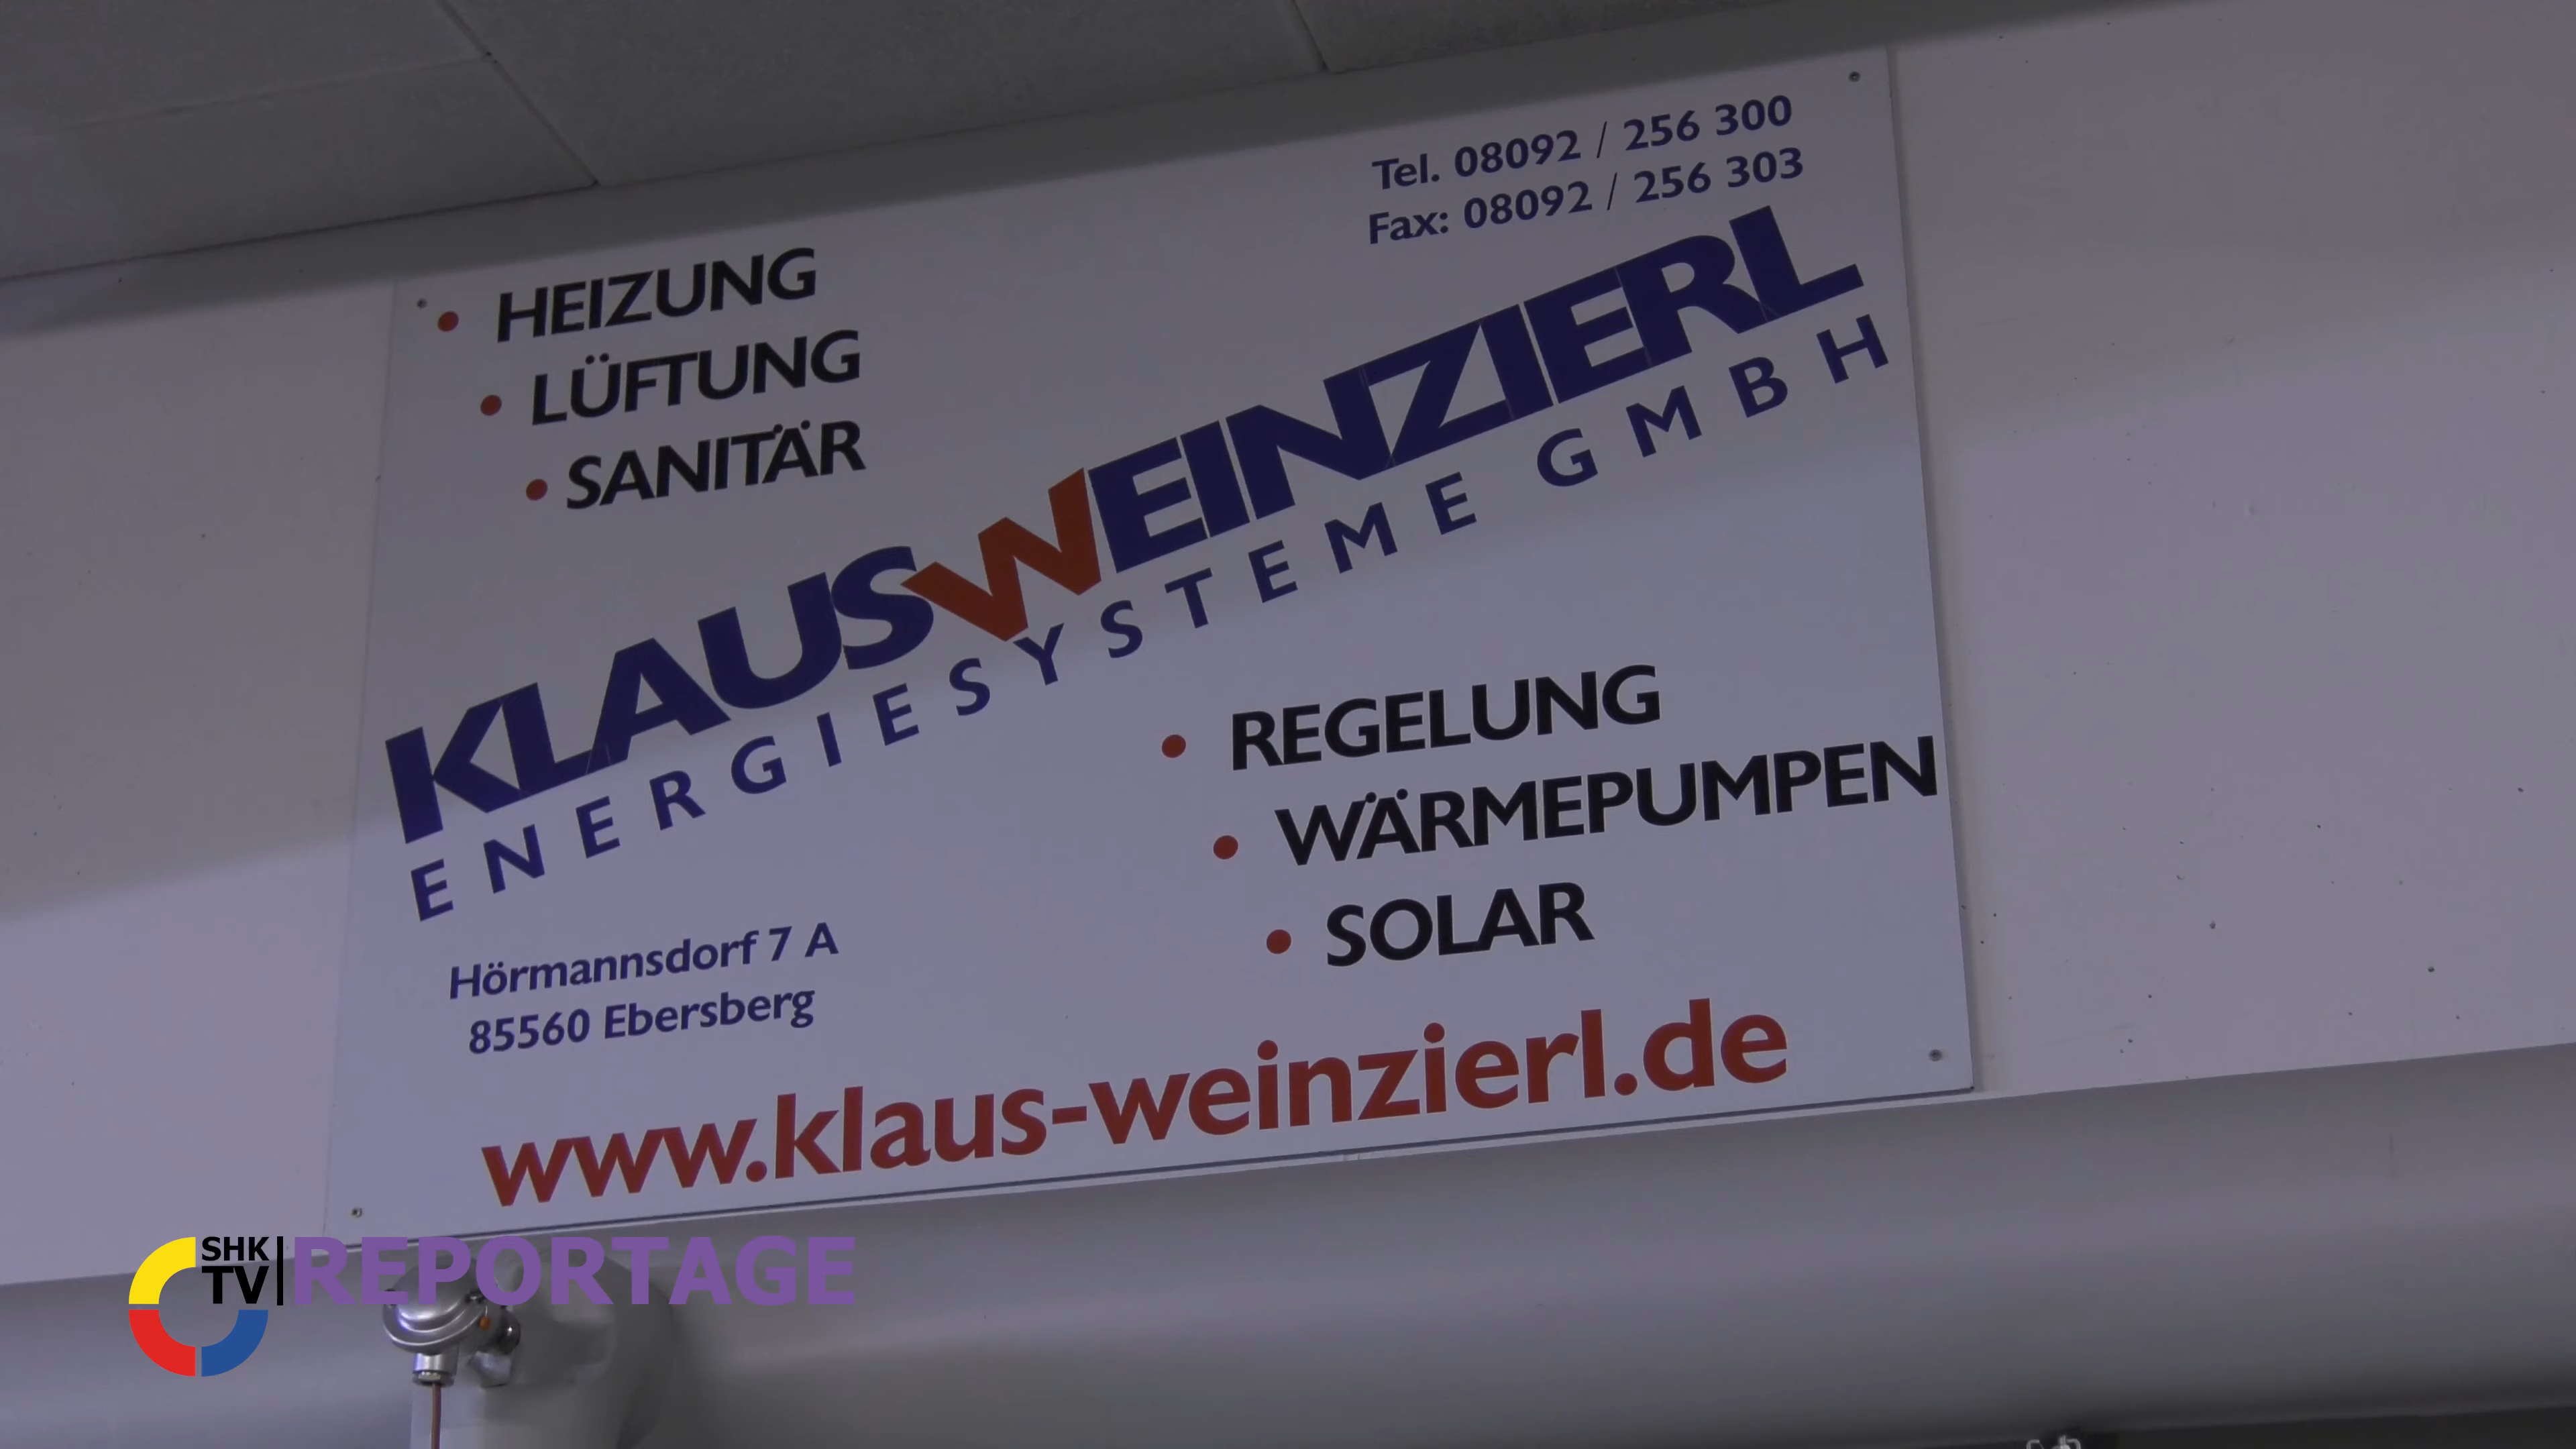 Tel. 08092 / 256 300
Fax: 08092 / 256 303
• HEIZUNG
• LÜFTUNG
• SANITÄR
KLAUSWEINZIERL
ENERGIESYSTEME GMBH
• REGELUNG
• WÄRMEPUMPEN
• SOLAR
Hörmannsdorf 7 A
85560 Ebersberg
www.klaus-weinzierl.de
SHK
TV
REPORTAGE